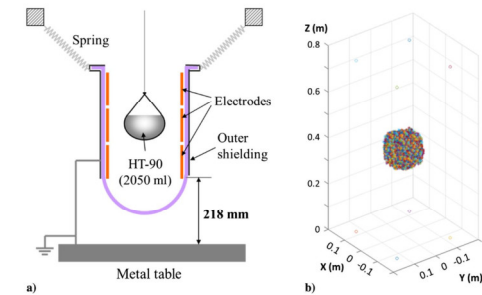 Spring
Electrodes
HT-90
(2050 ml)
Outer
shielding
218 mm
Metal table
a)
Z (m)
0.8
0.6
0.4
0.2
0
0.1
0
-0.1
X (m)
0.1
0
-0.1
Y (m)
b)